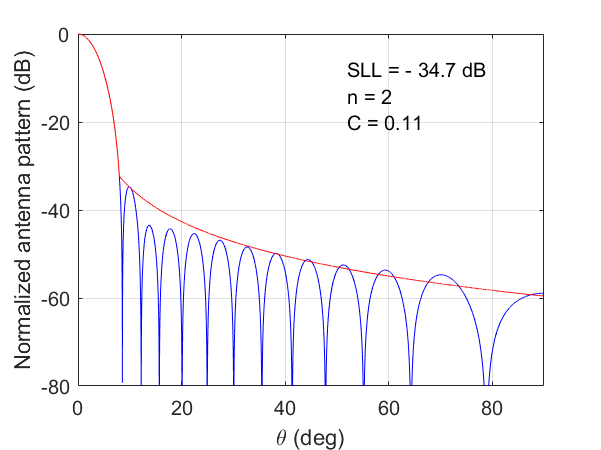 0
-20
-40
-60
-80
Normalized antenna pattern (dB)
SLL = - 34.7 dB
n = 2
C = 0.11
0 20 40 60 80
θ (deg)